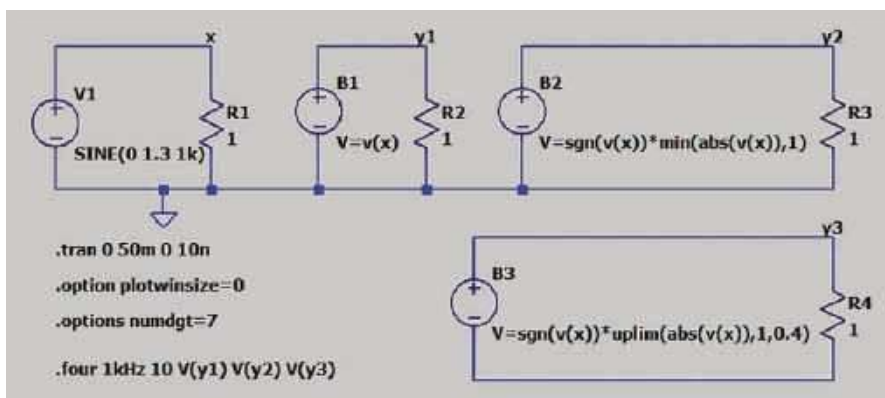 x
V1
SINE(0 1.3 1k)
R1
1
y1
B1
V=v(x)
R2
1
y2
B2
V=sgn(v(x))*min(abs(v(x)),1)
R3
1
.tran 0 50m 0 10n
.option plotwinsize=0
.options numdgt=7
.four 1kHz 10 V(y1) V(y2) V(y3)
y3
B3
V=sgn(v(x))*uplim(abs(v(x)),1,0.4)
R4
1